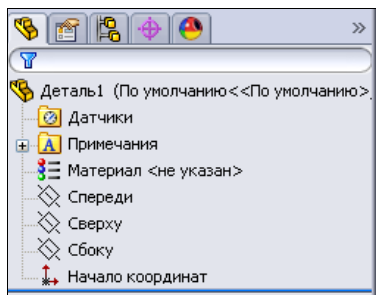 Деталь1 (По умолчанию<<По умолчанию>_
Датчики
Примечания
Материал <не указан>
Спереди
Сверху
Сбоку
Начало координат